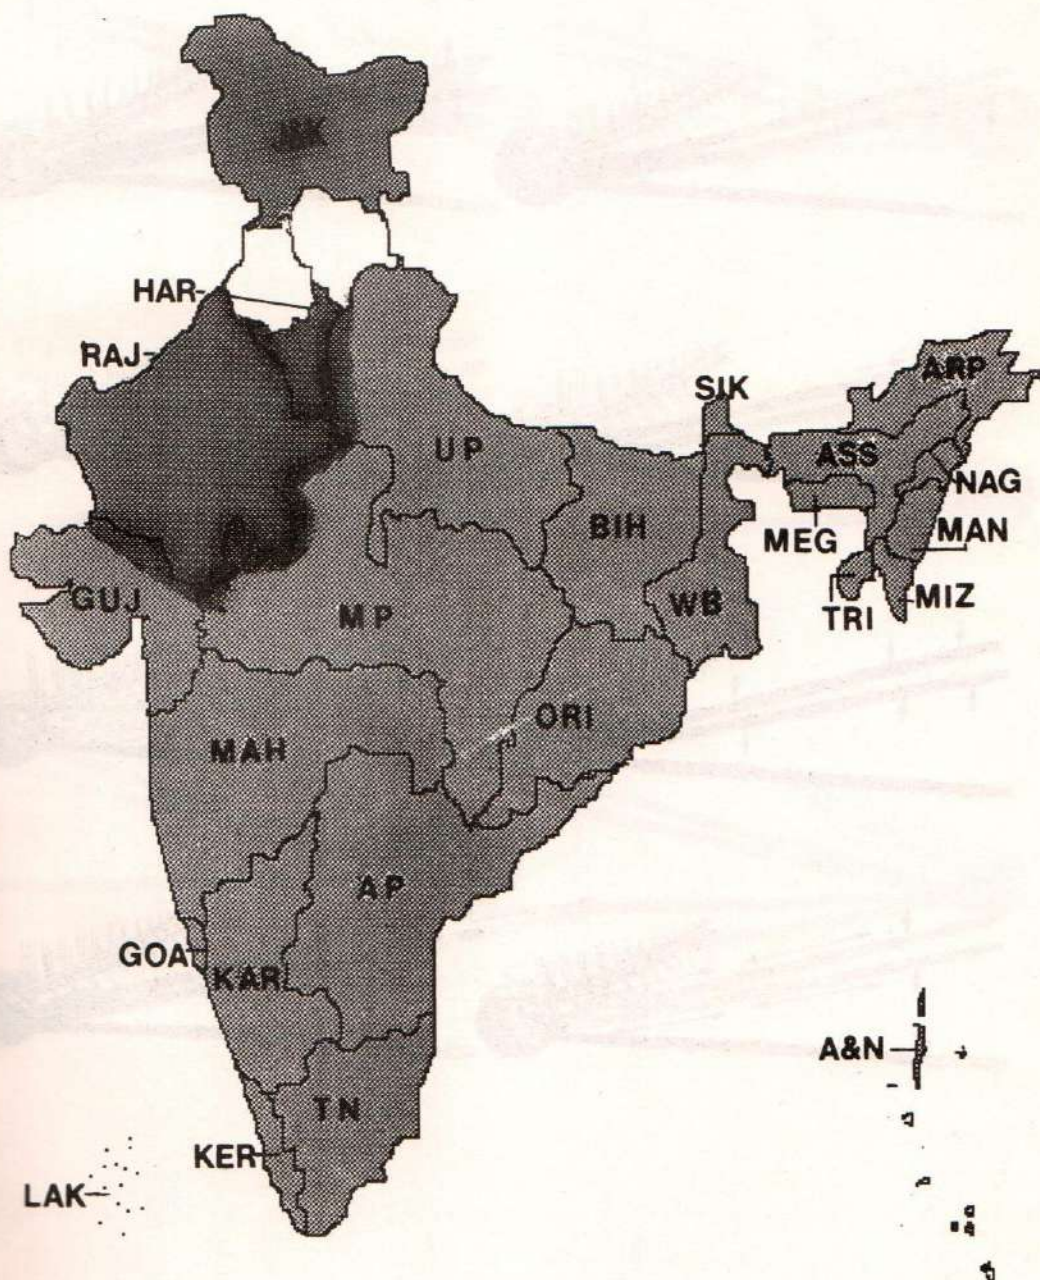 J&K
HAR
RAJ
SIK
ARP
UP
ASS
NAG
BIH
MEG
MAN
GUJ
MP
WB
TRI
MIZ
ORI
MAH
AP
GOA
KAR
A&N
TN
KER
LAK